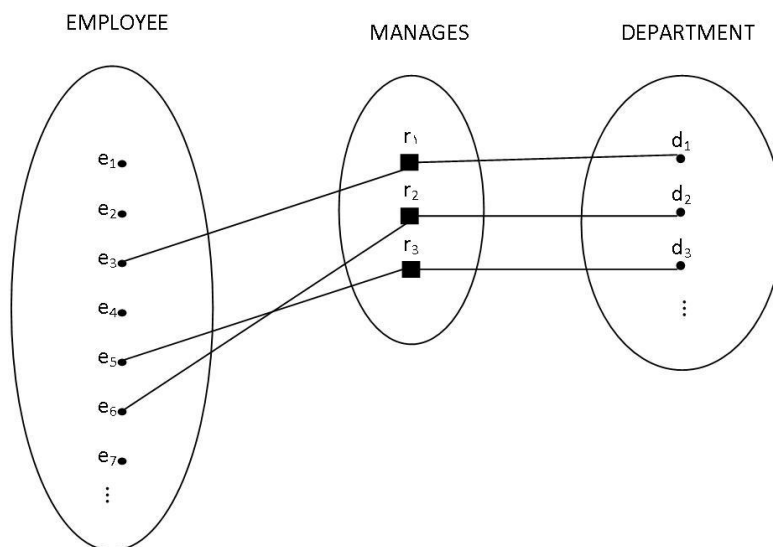 EMPLOYEE
MANAGES
DEPARTMENT
e₁
e₂
e₃
e₄
e₅
e₆
e₇
⋮
r₁
r₂
r₃
d₁
d₂
d₃
⋮